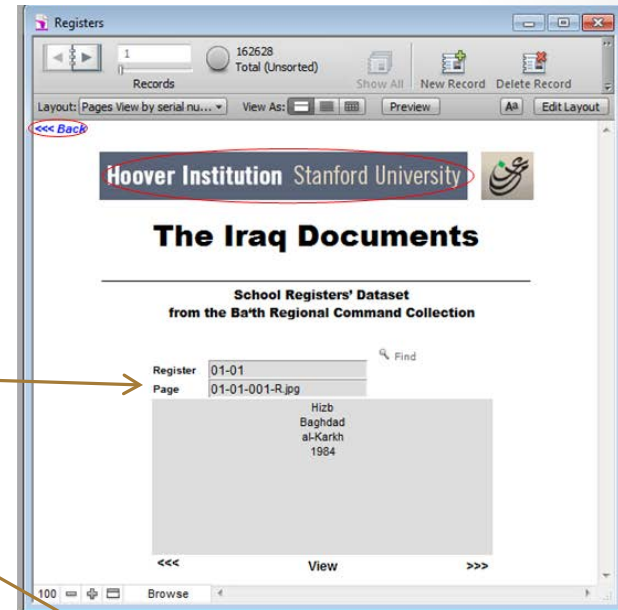 Registers
1
Records
162628
Total (Unsorted)
Show All
New Record
Delete Record
Layout: Pages View by serial nu...
View As:
Preview
Aa
Edit Layout
<<< Back
Hoover Institution Stanford University
The Iraq Documents
School Registers' Dataset
from the Ba'th Regional Command Collection
Find
Register 01-01
Page 01-01-001-R.jpg
Hizb
Baghdad
al-Karkh
1984
<<< View >>>
100 Browse